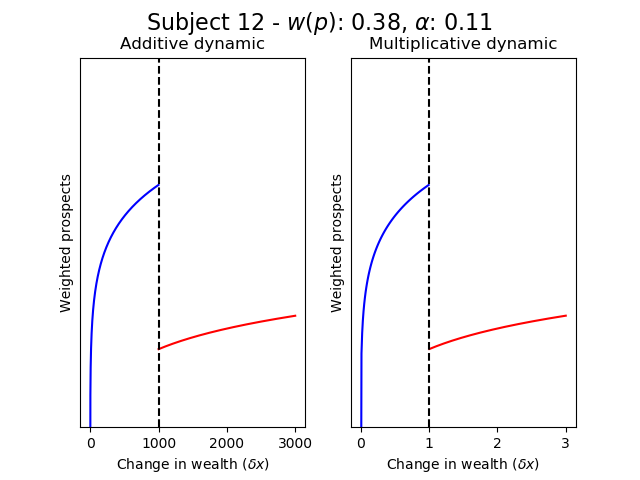 Subject 12 - w(p): 0.38, α: 0.11
Additive dynamic
Multiplicative dynamic
Weighted prospects
Weighted prospects
0 1000 2000 3000
0 1 2 3
Change in wealth (δx)
Change in wealth (δx)